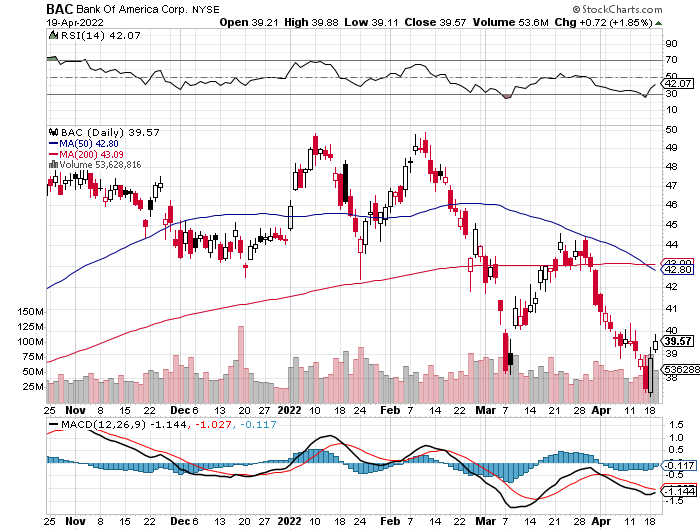 BAC Bank Of America Corp. NYSE © StockCharts.com
19-Apr-2022 Open 39.21 High 39.88 Low 39.11 Close 39.57 Volume 53.6M Chg +0.72 (+1.85%)
RSI(14) 42.07
90
70
50
42.07
30
10
BAC (Daily) 39.57
MA(50) 42.80
MA(200) 43.09
Volume 53,628,816
50
49
48
47
46
45
44
43.09
42.80
42
41
40
39.57
39
53628816
38
150M
125M
100M
75M
50M
25M
25 Nov 8 15 22 Dec 6 13 20 27 2022 10 18 24 Feb 7 14 22 Mar 7 14 21 28 Apr 11 18
MACD(12,26,9) -1.144, -1.027, -0.117
1.5
1.0
0.5
-0.117
-0.5
-1.144
-1.5
25 Nov 8 15 22 Dec 6 13 20 27 2022 10 18 24 Feb 7 14 22 Mar 7 14 21 28 Apr 11 18